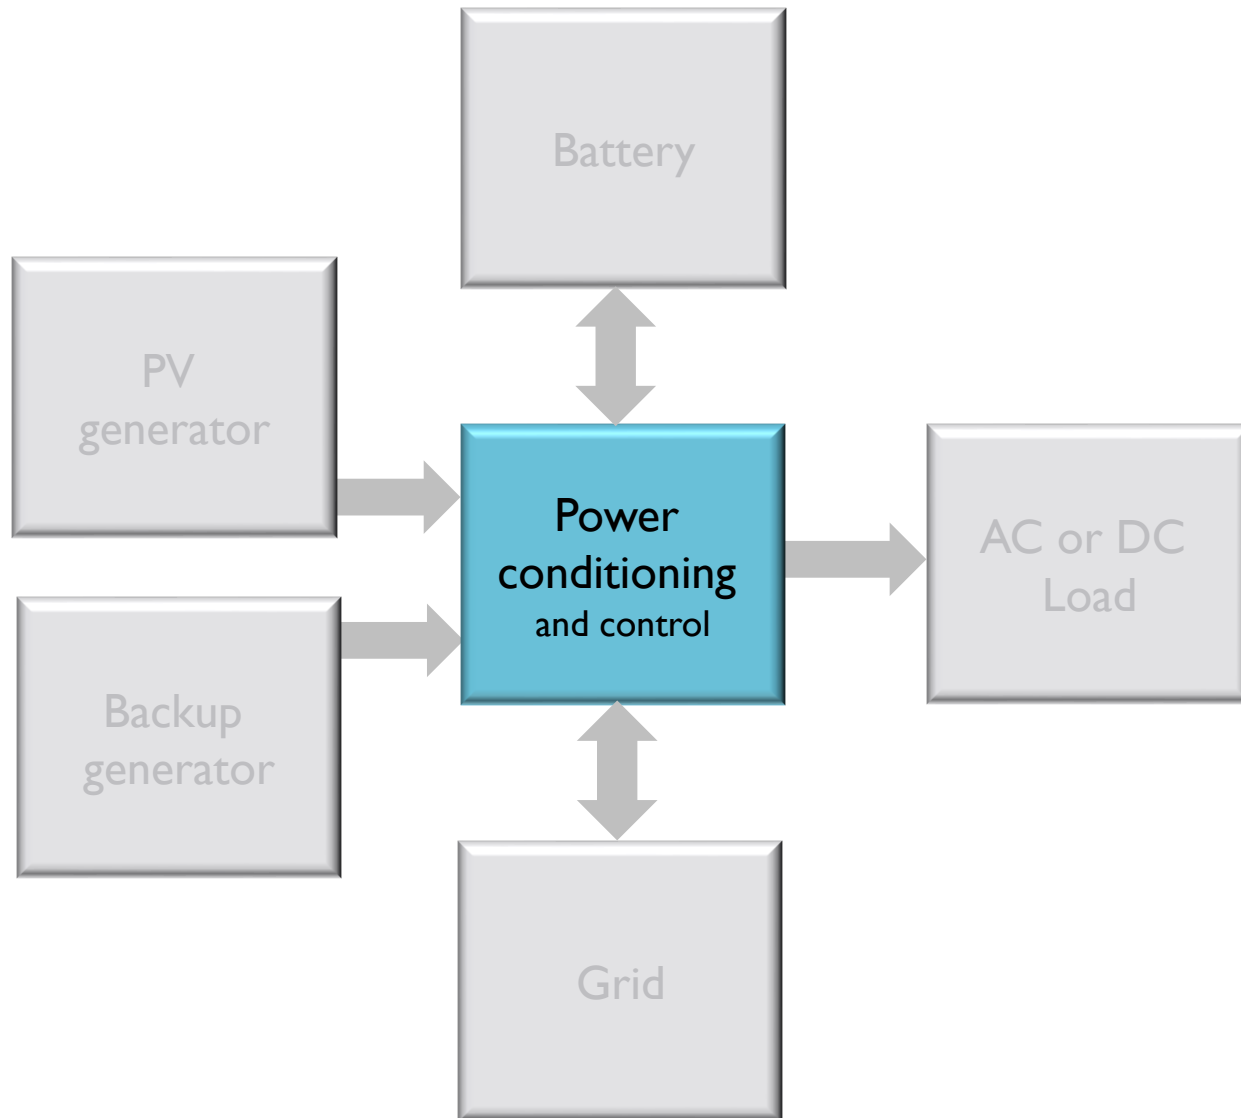 Battery
PV
generator
Power
conditioning
and control
AC or DC
Load
Backup
generator
Grid